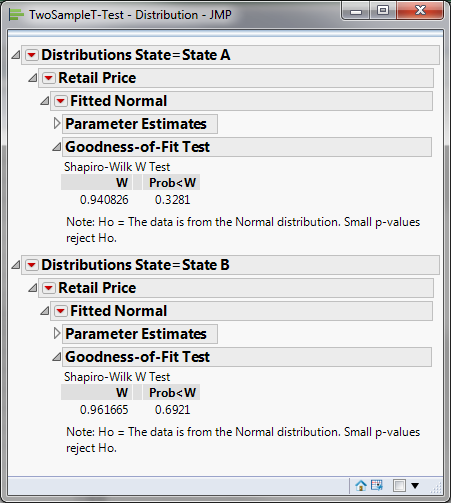 TwoSampleT-Test - Distribution - JMP
Distributions State=State A
Retail Price
Fitted Normal
Parameter Estimates
Goodness-of-Fit Test
Shapiro-Wilk W Test
W Prob<W
0.940826 0.3281
Note: Ho = The data is from the Normal distribution. Small p-values
reject Ho.
Distributions State=State B
Retail Price
Fitted Normal
Parameter Estimates
Goodness-of-Fit Test
Shapiro-Wilk W Test
W Prob<W
0.961665 0.6921
Note: Ho = The data is from the Normal distribution. Small p-values
reject Ho.